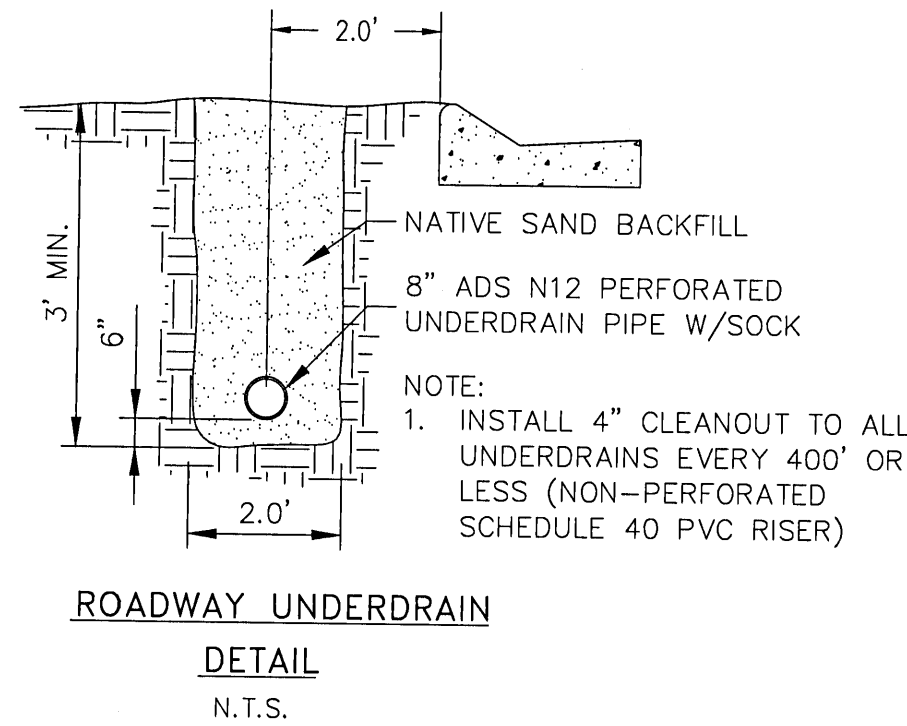 2.0'
3' MIN.
6"
NATIVE SAND BACKFILL
8" ADS N12 PERFORATED
UNDERDRAIN PIPE W/SOCK
NOTE:
1. INSTALL 4" CLEANOUT TO ALL
UNDERDRAINS EVERY 400' OR
LESS (NON-PERFORATED
SCHEDULE 40 PVC RISER)
2.0'
ROADWAY UNDERDRAIN
DETAIL
N.T.S.